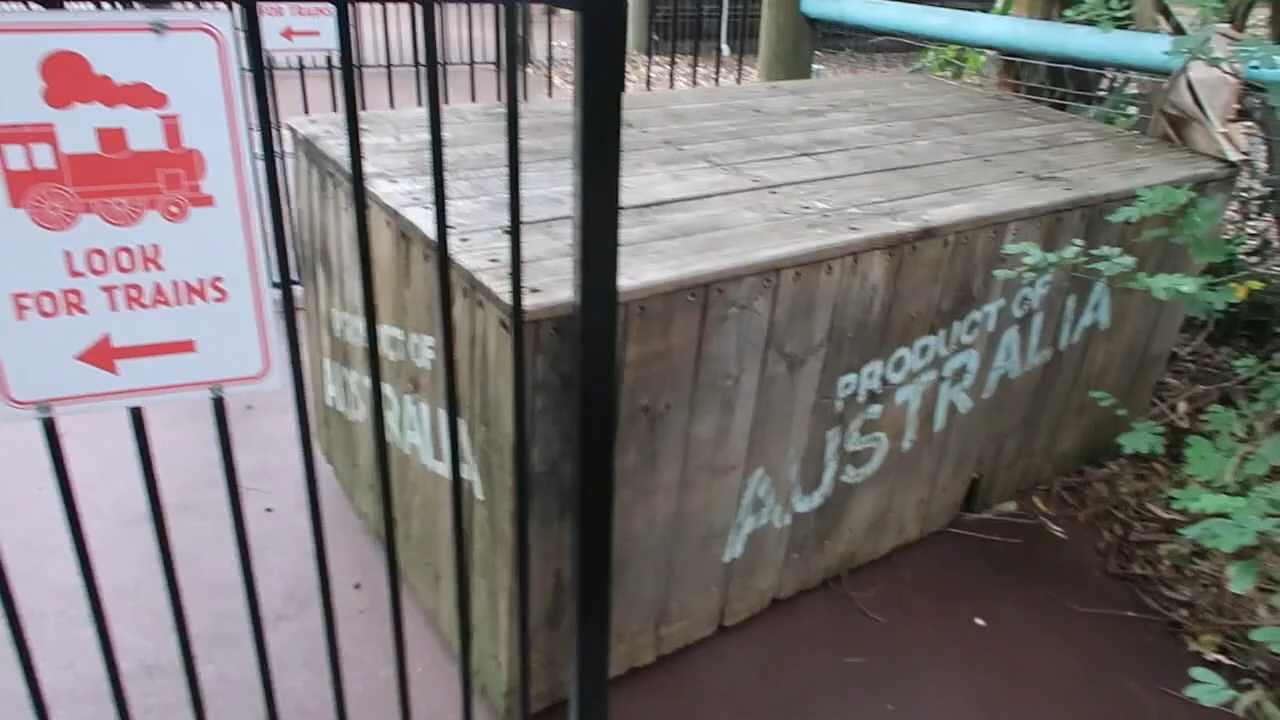 LOOK
FOR TRAINS
FOR TRAINS
PRODUCT OF
AUSTRALIA
PRODUCT OF
AUSTRALIA